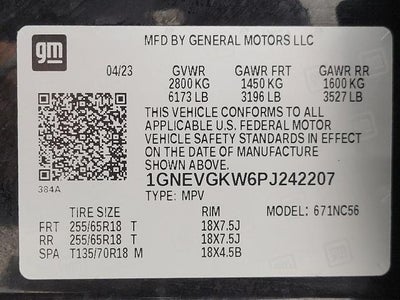 gm
MFD BY GENERAL MOTORS LLC
04/23 GVWR GAWR FRT GAWR RR
2800 KG 1450 KG 1600 KG
6173 LB 3196 LB 3527 LB
THIS VEHICLE CONFORMS TO ALL
APPLICABLE U.S. FEDERAL MOTOR
VEHICLE SAFETY STANDARDS IN EFFECT
ON THE DATE OF MANUFACTURE
SHOWN ABOVE.
384A
1GNEVGKW6PJ242207
TYPE: MPV
TIRE SIZE RIM MODEL: 671NC56
FRT 255/65R18 T 18X7.5J
RR 255/65R18 T 18X7.5J
SPA T135/70R18 M 18X4.5B